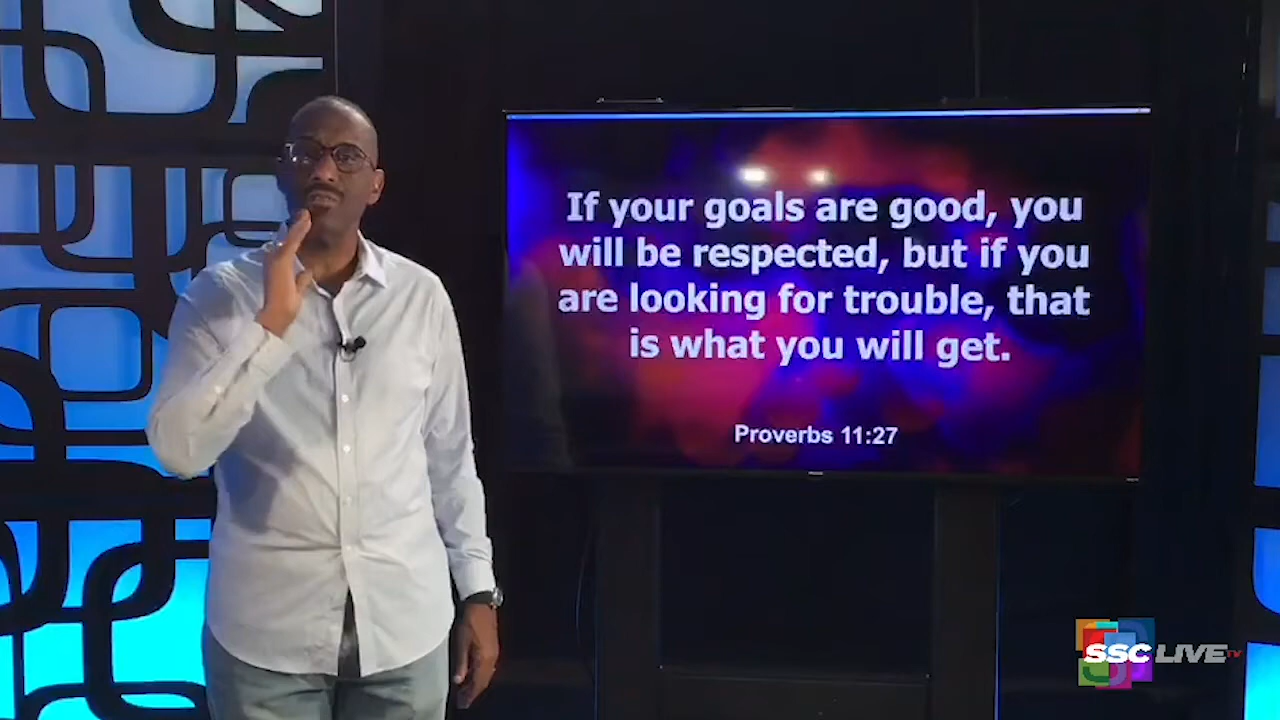 If your goals are good, you
will be respected, but if you
are looking for trouble, that
is what you will get.
Proverbs 11:27
SSC LIVE TV